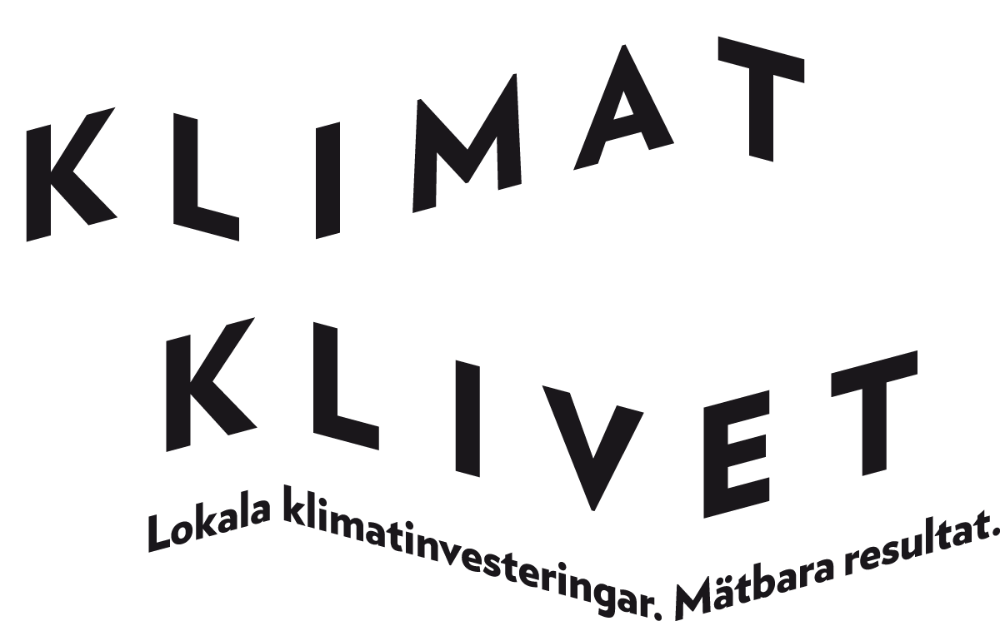 KLIMAT
KLIVET
Lokala klimatinvesteringar. Mätbara resultat.